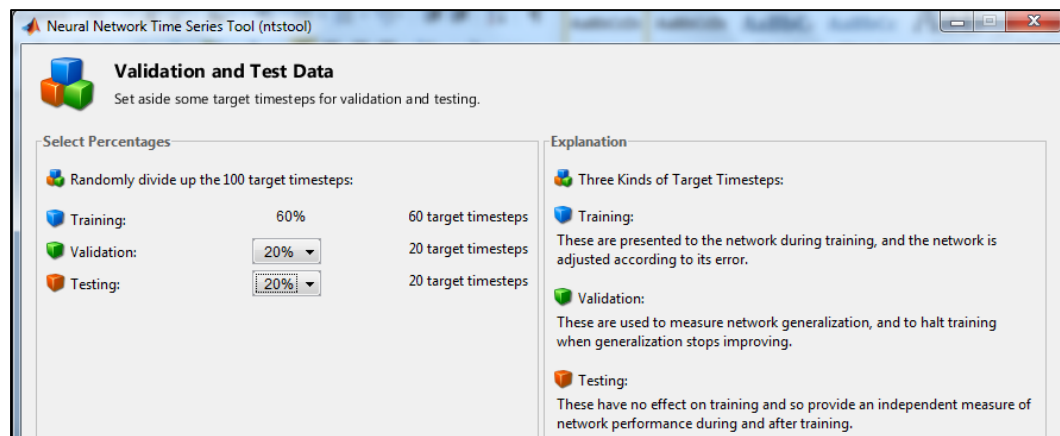 Neural Network Time Series Tool (ntstool)
Validation and Test Data
Set aside some target timesteps for validation and testing.
Select Percentages
Randomly divide up the 100 target timesteps:
Training: 60% 60 target timesteps
Validation: 20% 20 target timesteps
Testing: 20% 20 target timesteps
Explanation
Three Kinds of Target Timesteps:
Training:
These are presented to the network during training, and the network is
adjusted according to its error.
Validation:
These are used to measure network generalization, and to halt training
when generalization stops improving.
Testing:
These have no effect on training and so provide an independent measure of
network performance during and after training.